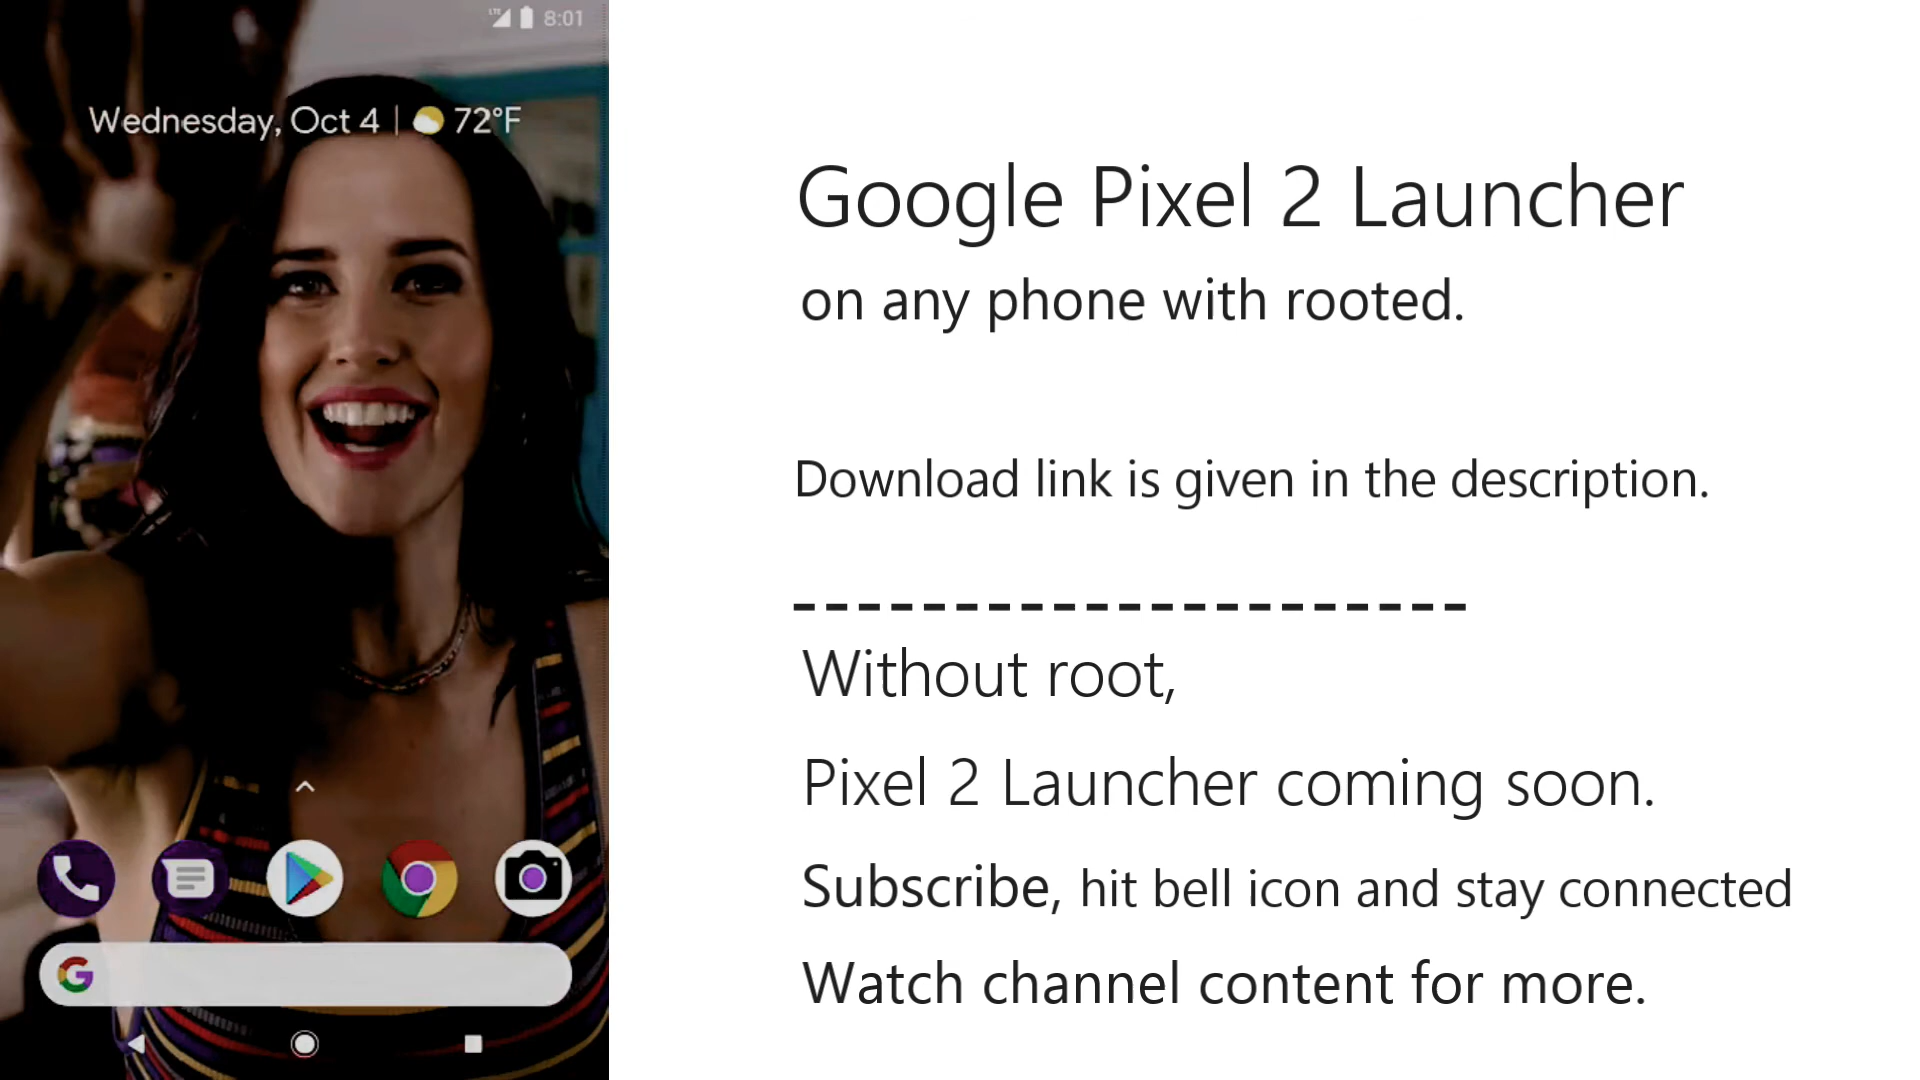 LTE 8:01
Wednesday, Oct 4 | 72°F
G
Google Pixel 2 Launcher
on any phone with rooted.
Download link is given in the description.
---------------------
Without root,
Pixel 2 Launcher coming soon.
Subscribe, hit bell icon and stay connected
Watch channel content for more.